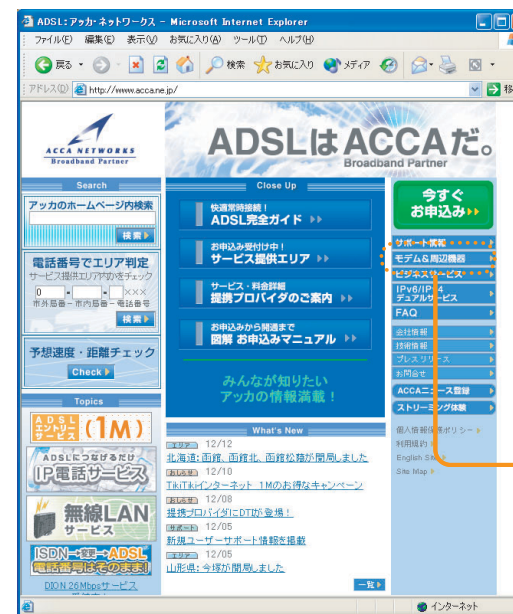 ADSL：アッカ・ネットワークス － Microsoft Internet Explorer
ファイル(F) 編集(E) 表示(V) お気に入り(A) ツール(T) ヘルプ(H)
戻る 検索 お気に入り メディア
アドレス(D) http://www.acca.ne.jp/ 移
ACCA NETWORKS
Broadband Partner
ADSLは ACCAだ。
Broadband Partner
Search
アッカのホームページ内検索
検索
電話番号でエリア判定
サービス提供エリア内かをチェック
0 - - ×××
市外局番－市内局番－電話番号
検索
予想速度・距離チェック
Check
Topics
ADSL
エントリー
サービス
(1M)
ADSLにつなげるだけ
IP電話サービス
無線LAN
サービス
ISDN 変更 ADSL
電話番号はそのまま!
DION 26Mbpsサービス
Close Up
快適常時接続！
ADSL完全ガイド
お申込み受付け中！
サービス提供エリア
サービス・料金詳細
提携プロバイダのご案内
お申込みから開通まで
図解 お申込みマニュアル
みんなが知りたい
アッカの情報満載！
What's New
エリア 12/12
北海道：函館、函館北、函館松蔭が開局しました
おしらせ 12/10
TikiTikiインターネット 1Mのお得なキャンペーン
おしらせ 12/08
提携プロバイダにDTIが登場！
サポート 12/05
新規ユーザーサポート情報を掲載
エリア 12/05
山形県：今塚が開局しました
一覧
今すぐ
お申込み
サポート情報
モデム&周辺機器
ビジネスサービス
IPv6/IPv4
デュアルサービス
FAQ
会社情報
技術情報
プレスリリース
お問合せ
ACCAニュース登録
ストリーミング体験
個人情報保護ポリシー
利用規約
English Site
Site Map
インターネット